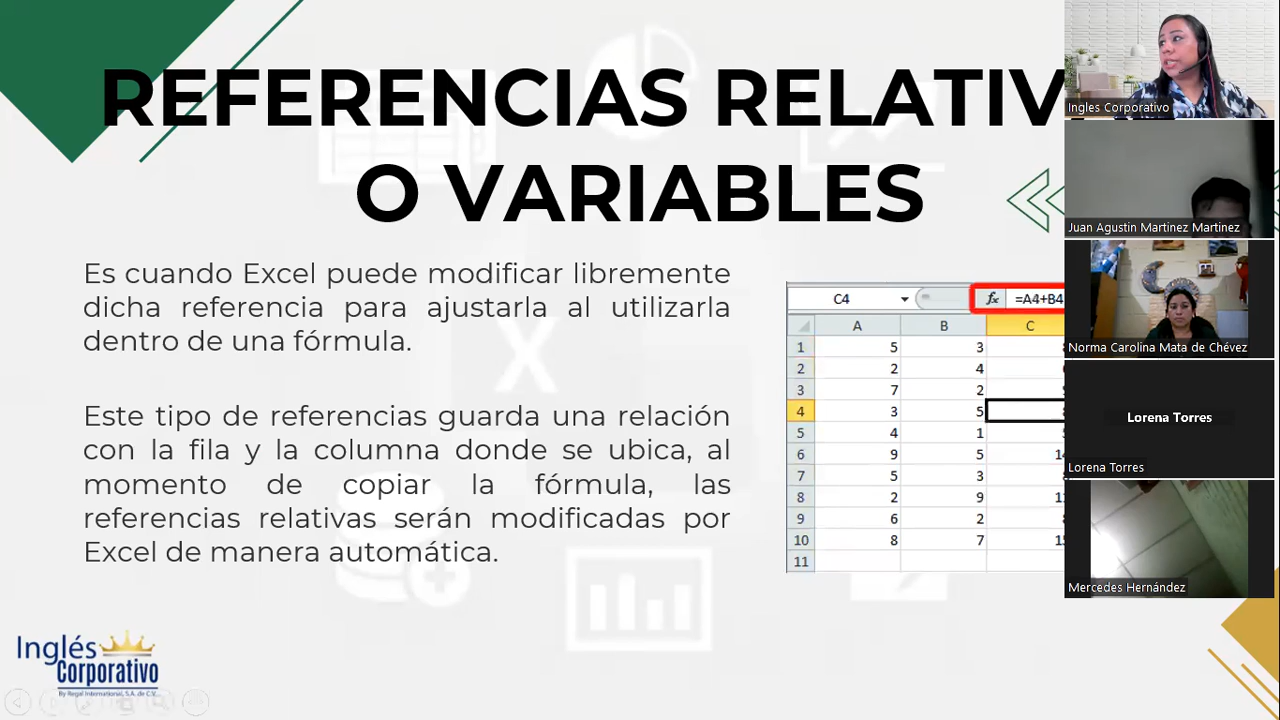 REFERENCIAS RELATIV
O VARIABLES
Es cuando Excel puede modificar libremente
dicha referencia para ajustarla al utilizarla
dentro de una fórmula.
Este tipo de referencias guarda una relación
con la fila y la columna donde se ubica, al
momento de copiar la fórmula, las
referencias relativas serán modificadas por
Excel de manera automática.
C4 fx =A4+B4
A B C
1 5 3
2 2 4
3 7 2
4 3 5
5 4 1
6 9 5
7 5 3
8 2 9
9 6 2
10 8 7
11
Inglés
Corporativo
By Regal International, S.A. de C.V.
Ingles Corporativo
Juan Agustin Martinez Martinez
Norma Carolina Mata de Chévez
Lorena Torres
Lorena Torres
Mercedes Hernández